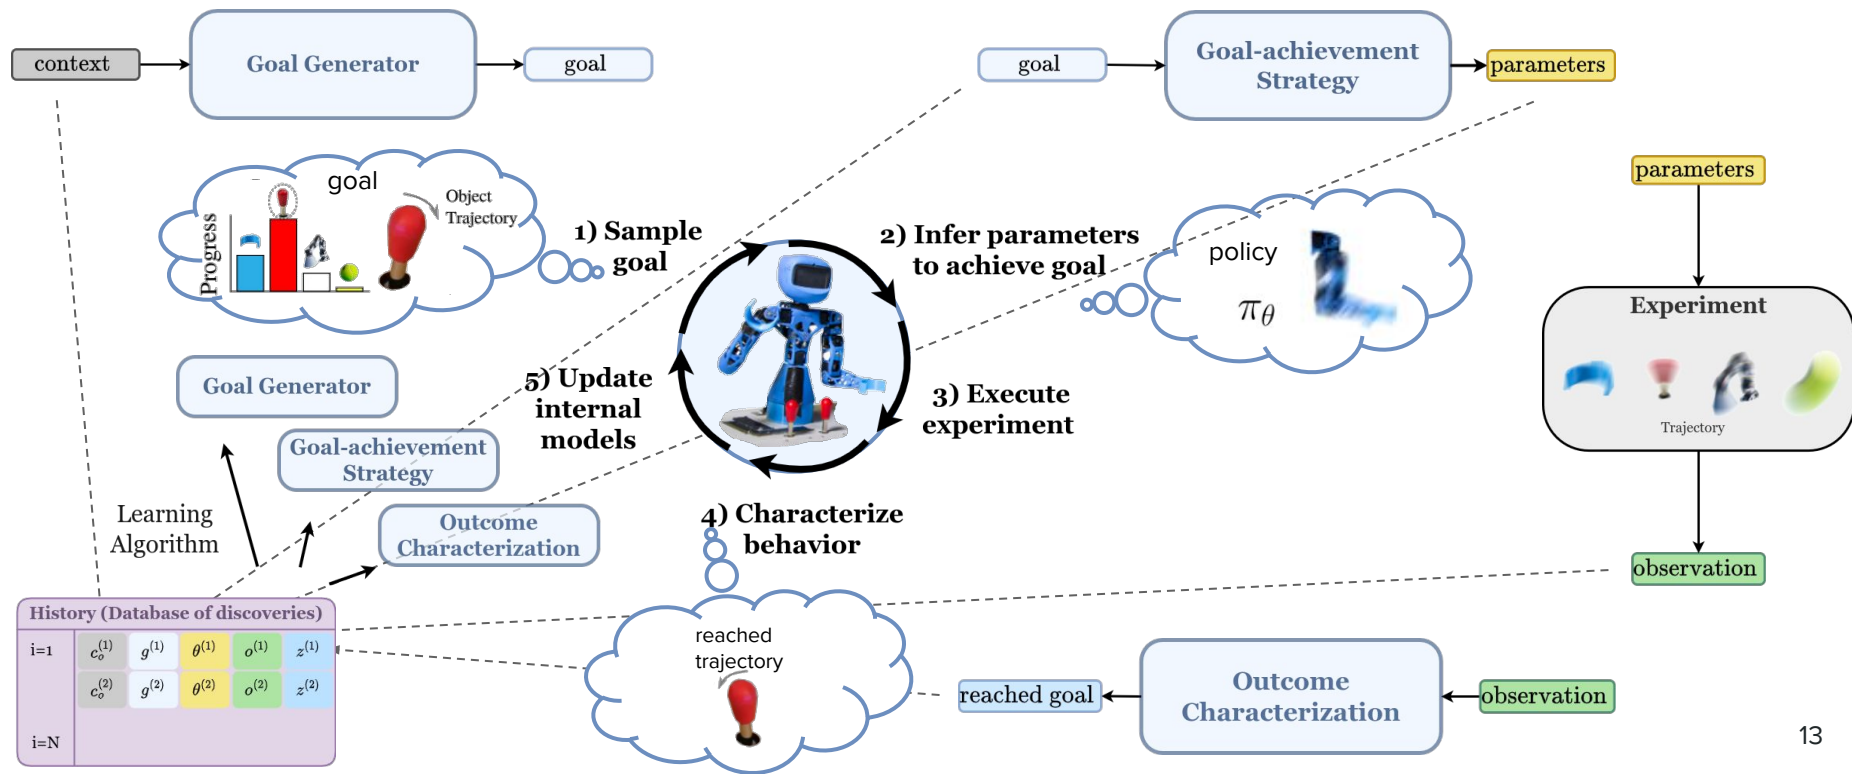 context
Goal Generator
goal
goal
Goal-achievement
Strategy
parameters
goal
Progress
Object
Trajectory
1) Sample
goal
2) Infer parameters
to achieve goal
policy
πθ
parameters
Experiment
Trajectory
observation
3) Execute
experiment
4) Characterize
behavior
5) Update
internal
models
Goal Generator
Goal-achievement
Strategy
Outcome
Characterization
Learning
Algorithm
History (Database of discoveries)
i=1 c_o^(1) g^(1) θ^(1) o^(1) z^(1)
c_o^(2) g^(2) θ^(2) o^(2) z^(2)
i=N
reached
trajectory
reached goal
Outcome
Characterization
observation
13